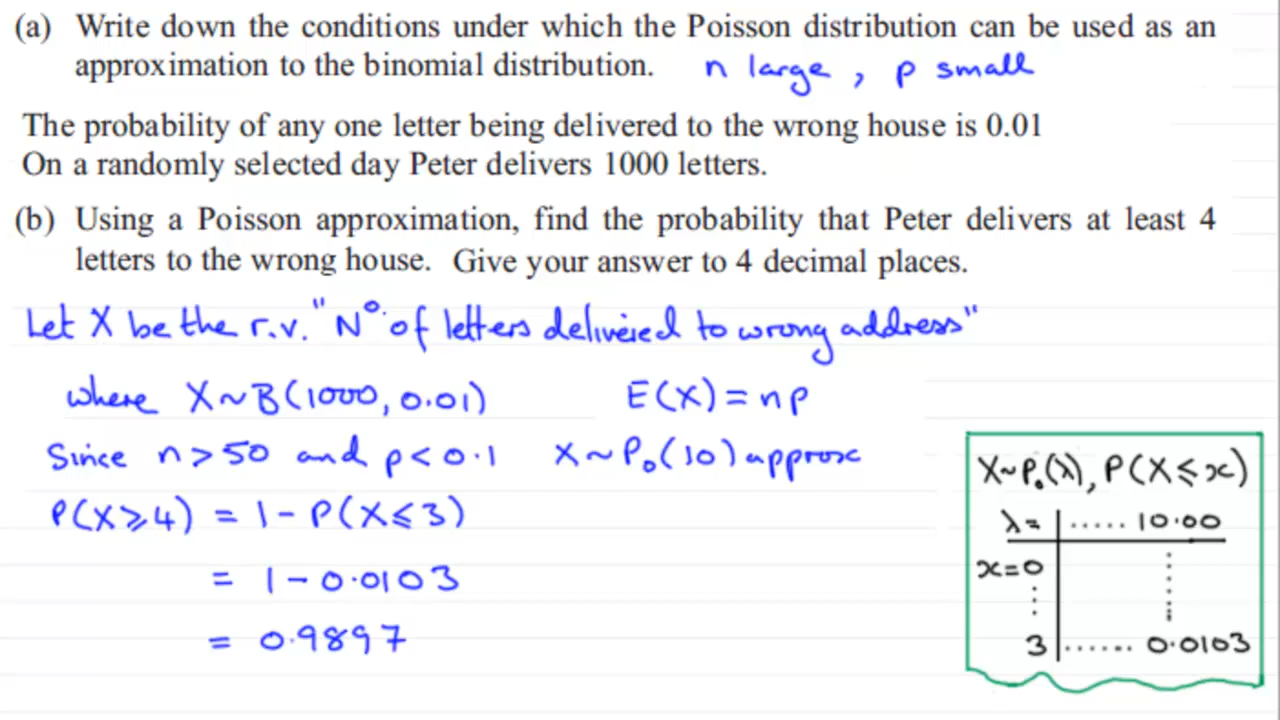 (a) Write down the conditions under which the Poisson distribution can be used as an
approximation to the binomial distribution. n large, p small
The probability of any one letter being delivered to the wrong house is 0.01
On a randomly selected day Peter delivers 1000 letters.
(b) Using a Poisson approximation, find the probability that Peter delivers at least 4
letters to the wrong house. Give your answer to 4 decimal places.
Let X be the r.v. "Nº. of letters delivered to wrong address"
where X~B(1000, 0.01) E(X) = np
Since n > 50 and p < 0.1 X~Po(10) approx
P(X ≥ 4) = 1 - P(X ≤ 3)
= 1 - 0.0103
= 0.9897
X~Po(λ), P(X ≤ x)
λ = ..... 10.00
x=0
3 ...... 0.0103